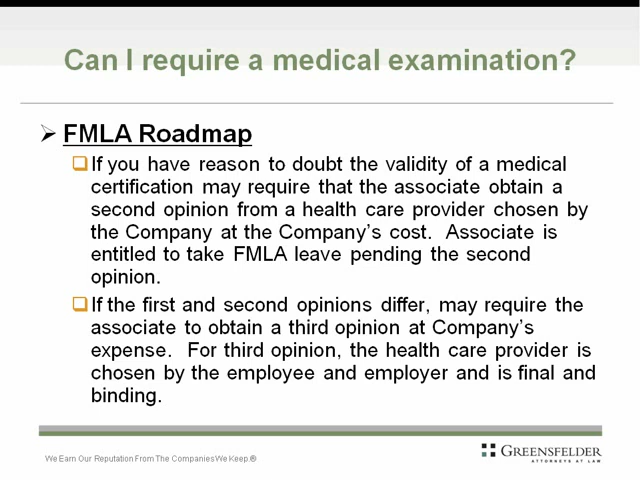 Can I require a medical examination?
FMLA Roadmap
If you have reason to doubt the validity of a medical
certification may require that the associate obtain a
second opinion from a health care provider chosen by
the Company at the Company's cost.  Associate is
entitled to take FMLA leave pending the second
opinion.
If the first and second opinions differ, may require the
associate to obtain a third opinion at Company's
expense.  For third opinion, the health care provider is
chosen by the employee and employer and is final and
binding.
We Earn Our Reputation From The Companies We Keep.®
GREENSFELDER
ATTORNEYS AT LAW